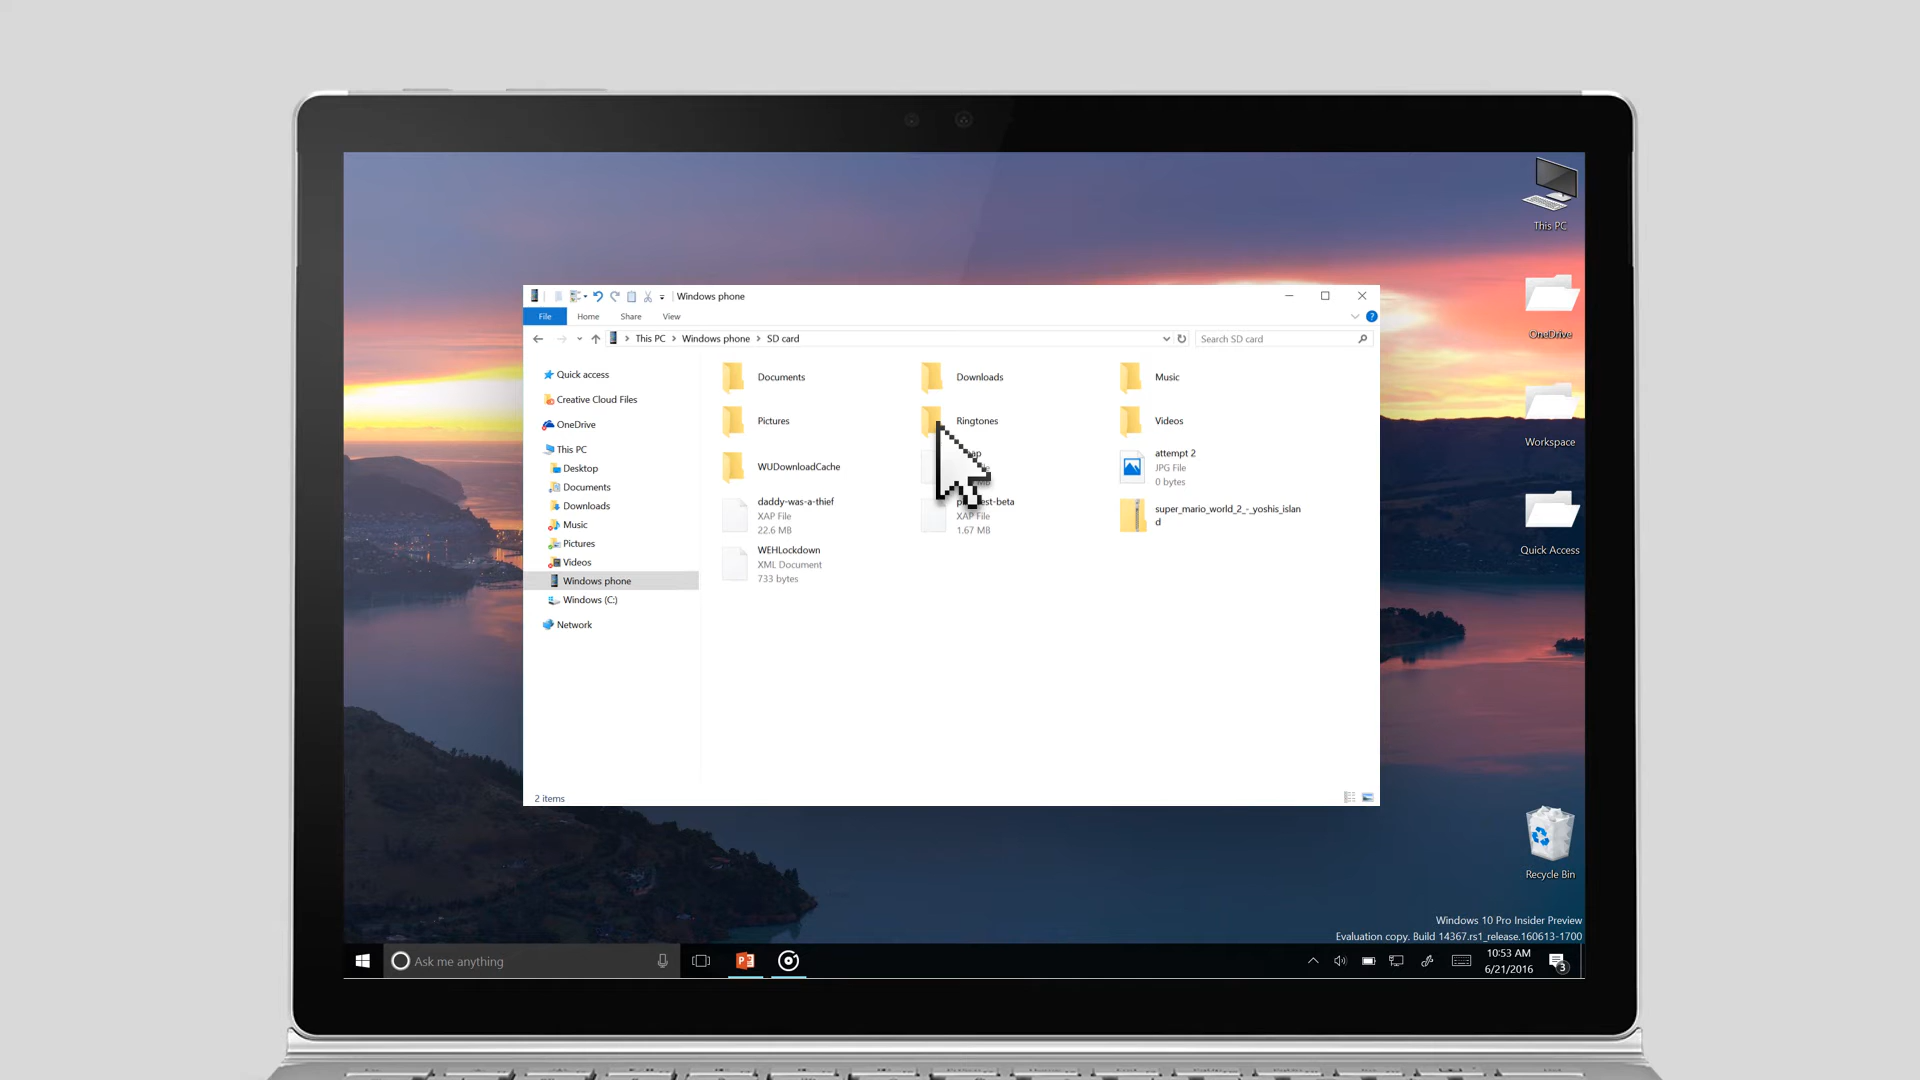 This PC
OneDrive
Workspace
Quick Access
Recycle Bin
Windows phone
File
Home
Share
View
This PC
Windows phone
SD card
Search SD card
Quick access
Creative Cloud Files
OneDrive
This PC
Desktop
Documents
Downloads
Music
Pictures
Videos
Windows phone
Windows (C:)
Network
Documents
Downloads
Music
Pictures
Ringtones
Videos
WUDownloadCache
attempt 2
JPG File
0 bytes
daddy-was-a-thief
XAP File
22.6 MB
XAP File
1.67 MB
super_mario_world_2_-_yoshis_islan
d
WEHLockdown
XML Document
733 bytes
2 items
Windows 10 Pro Insider Preview
Evaluation copy. Build 14367.rs1_release.160613-1700
Ask me anything
10:53 AM
6/21/2016
3